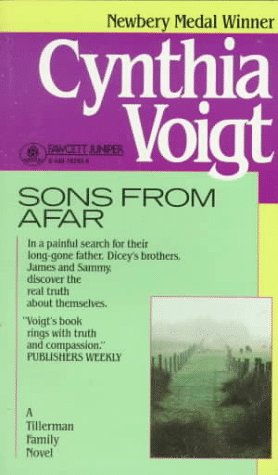 Newbery Medal Winner
Cynthia
Voigt
FAWCETT JUNIPER
SONS FROM
AFAR
In a painful search for their
long-gone father, Dicey's brothers,
James and Sammy,
discover the
real truth
about themselves.
"Voigt's book
rings with truth
and compassion."
PUBLISHERS WEEKLY
A
Tillerman
Family
Novel